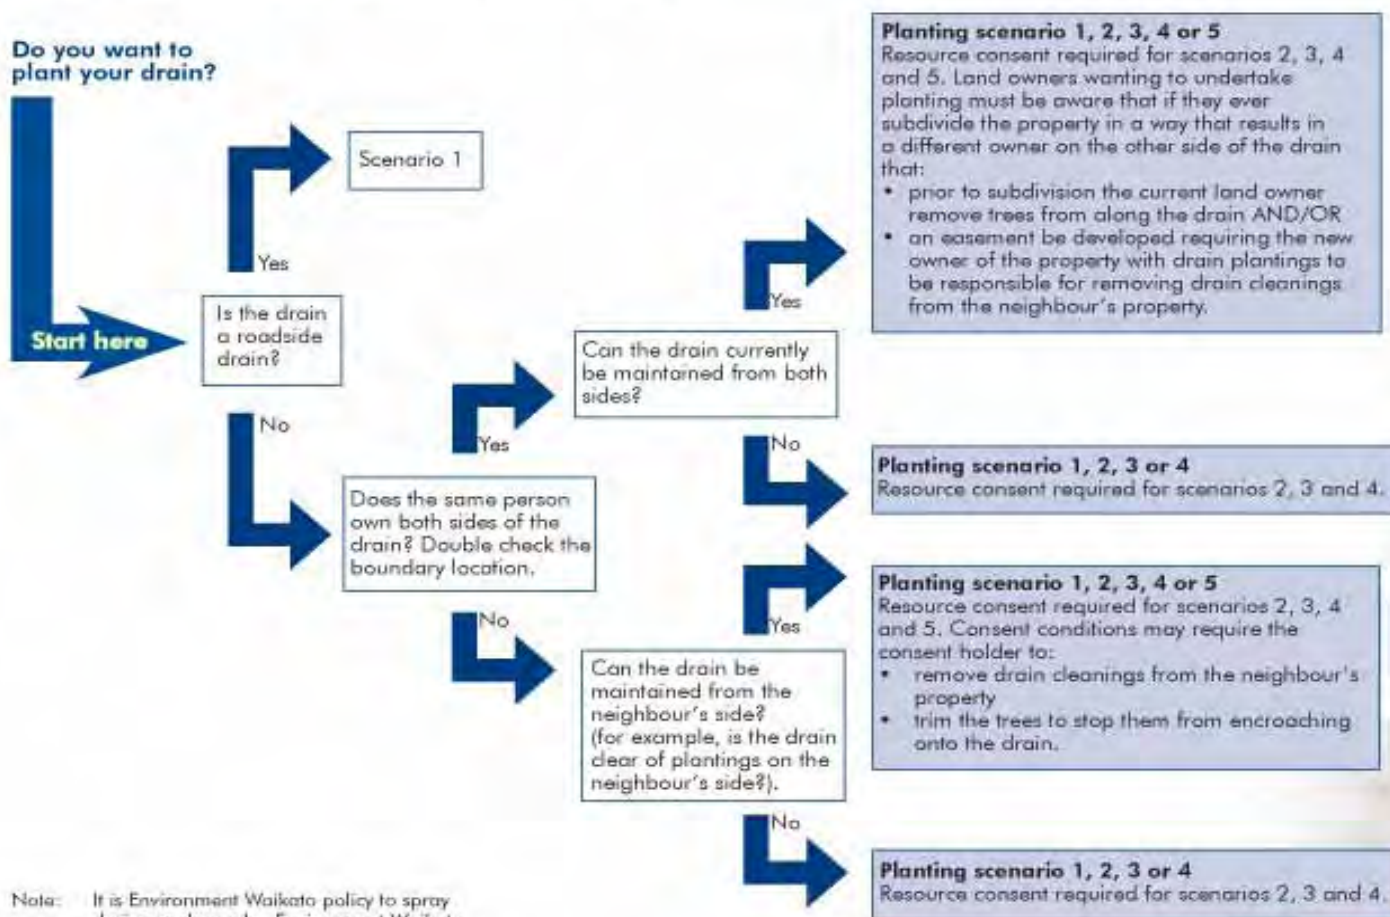 Do you want to
plant your drain?
Start here
Is the drain
a roadside
drain?
Yes
Scenario 1
No
Does the same person
own both sides of the
drain? Double check the
boundary location.
Yes
Can the drain currently
be maintained from both
sides?
Yes
Planting scenario 1, 2, 3, 4 or 5
Resource consent required for scenarios 2, 3, 4
and 5. Land owners wanting to undertake
planting must be aware that if they ever
subdivide the property in a way that results in
a different owner on the other side of the drain
that:
• prior to subdivision the current land owner
remove trees from along the drain AND/OR
• an easement be developed requiring the new
owner of the property with drain plantings to
be responsible for removing drain cleanings
from the neighbour's property.
No
Planting scenario 1, 2, 3 or 4
Resource consent required for scenarios 2, 3 and 4.
No
Can the drain be
maintained from the
neighbour's side?
(for example, is the drain
clear of plantings on the
neighbour's side?).
Yes
Planting scenario 1, 2, 3, 4 or 5
Resource consent required for scenarios 2, 3, 4
and 5. Consent conditions may require the
consent holder to:
• remove drain cleanings from the neighbour's
property
• trim the trees to stop them from encroaching
onto the drain.
No
Planting scenario 1, 2, 3 or 4
Resource consent required for scenarios 2, 3 and 4.
Note: It is Environment Waikato policy to spray